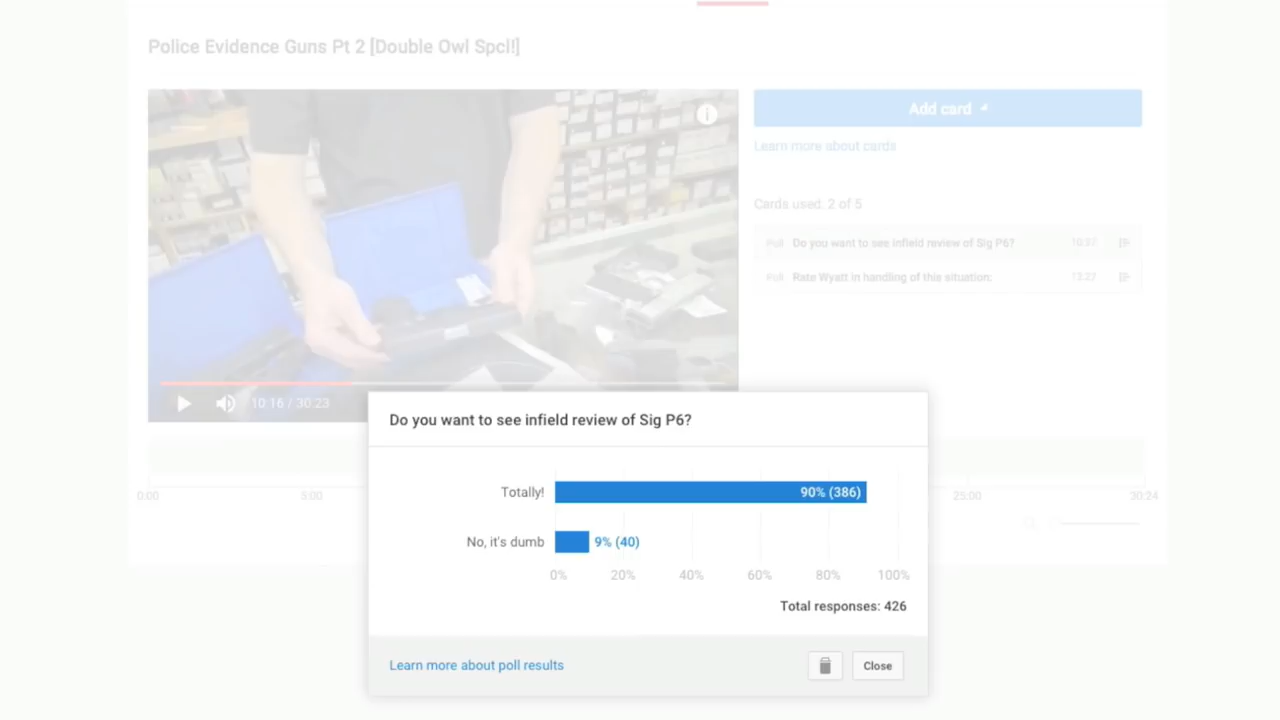 Police Evidence Guns Pt 2 [Double Owl Spcl!]
Add card
Learn more about cards
Cards used: 2 of 5
Poll Do you want to see infield review of Sig P6? 10:37
Poll Rate Wyatt in handling of this situation: 13:27
10:16 / 30:23
0:00 5:00 25:00 30:24
Do you want to see infield review of Sig P6?
Totally! 90% (386)
No, it's dumb 9% (40)
0% 20% 40% 60% 80% 100%
Total responses: 426
Learn more about poll results
Close